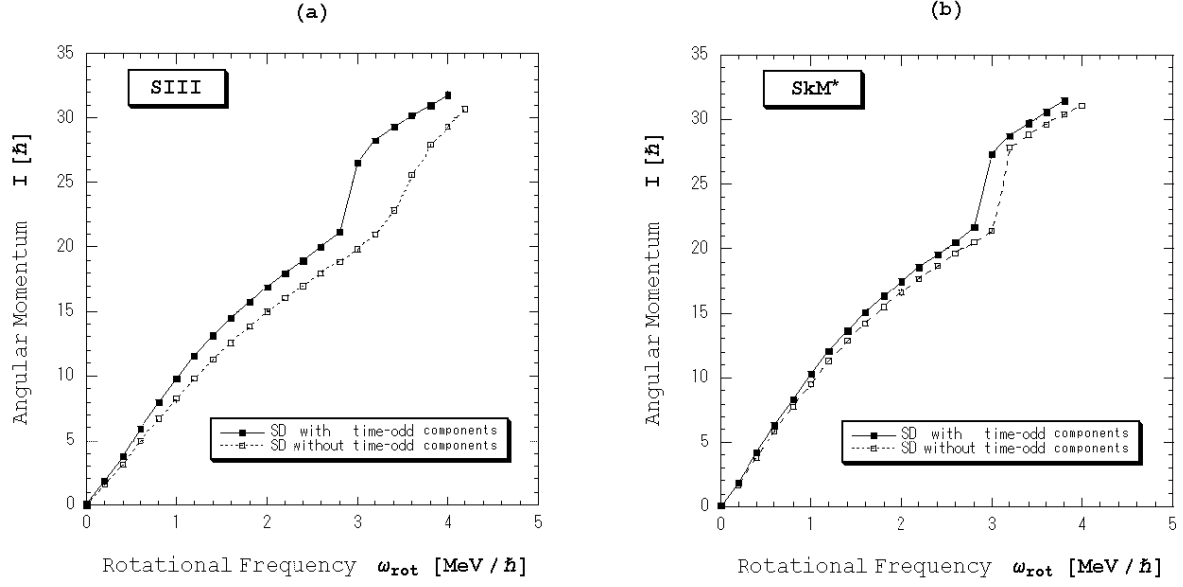 (a)
SIII
35
30
25
20
15
10
5
0
Angular Momentum I [ℏ]
SD with time-odd components
SD without time-odd components
0 1 2 3 4 5
Rotational Frequency ωrot [MeV/ℏ]
(b)
SkM*
35
30
25
20
15
10
5
0
Angular Momentum I [ℏ]
SD with time-odd components
SD without time-odd components
0 1 2 3 4 5
Rotational Frequency ωrot [MeV/ℏ]